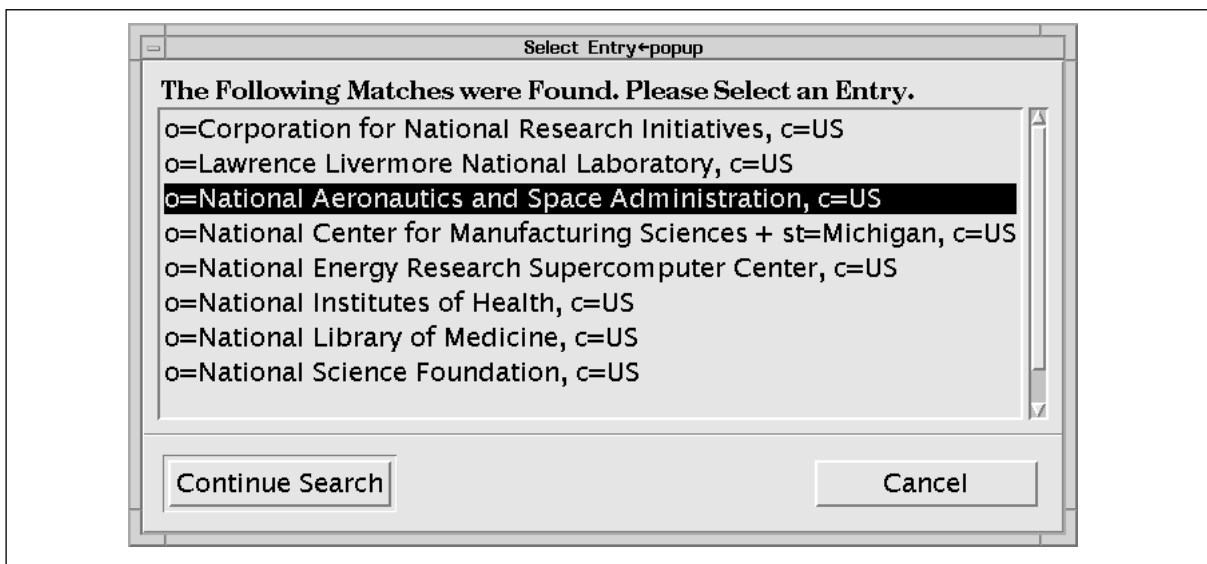 Select Entry←popup
The Following Matches were Found. Please Select an Entry.
o=Corporation for National Research Initiatives, c=US
o=Lawrence Livermore National Laboratory, c=US
o=National Aeronautics and Space Administration, c=US
o=National Center for Manufacturing Sciences + st=Michigan, c=US
o=National Energy Research Supercomputer Center, c=US
o=National Institutes of Health, c=US
o=National Library of Medicine, c=US
o=National Science Foundation, c=US
Continue Search
Cancel